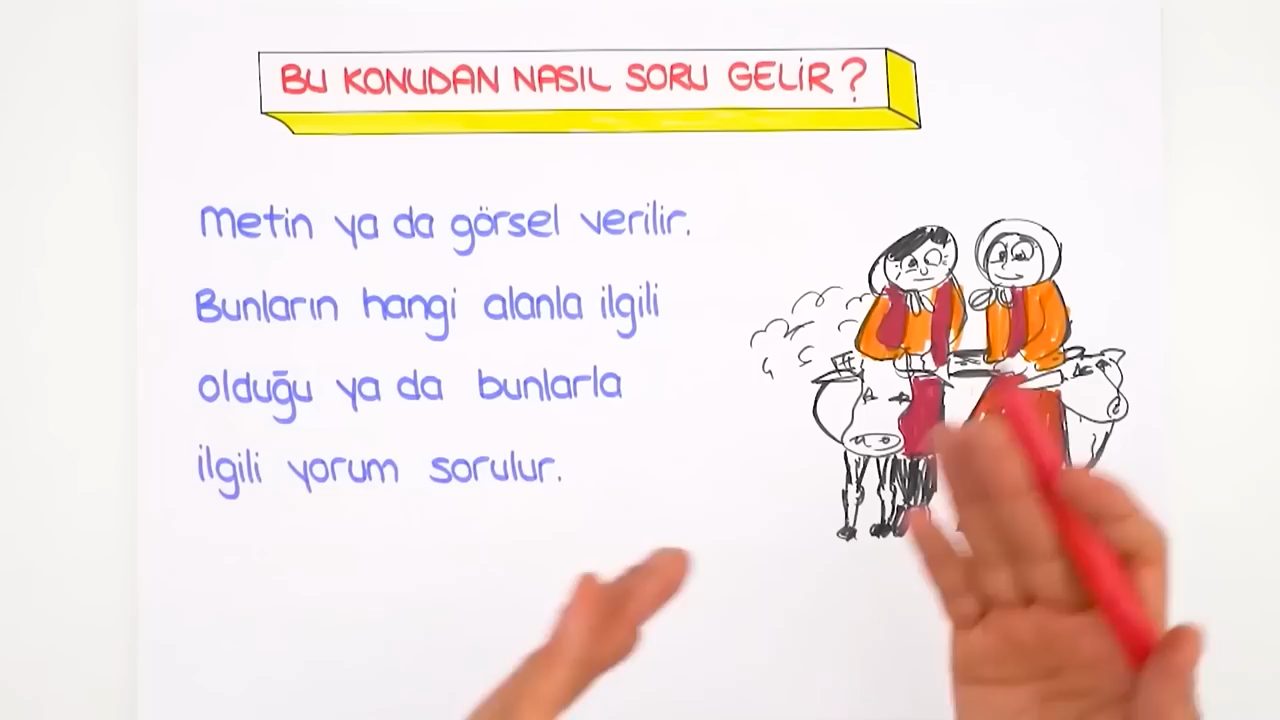 BU KONUDAN NASIL SORU GELİR?
Metin ya da görsel verilir.
Bunların hangi alanla ilgili
olduğu ya da bunlarla
ilgili yorum sorulur.